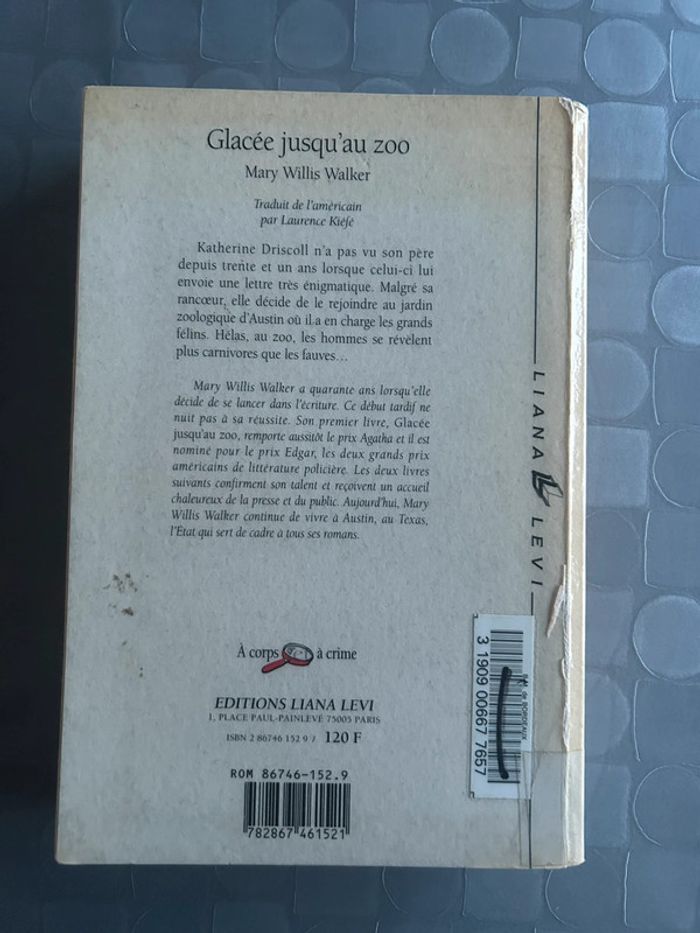 Glacée jusqu'au zoo
Mary Willis Walker
Traduit de l'américain
par Laurence Kiéfé
Katherine Driscoll n'a pas vu son père
depuis trente et un ans lorsque celui-ci lui
envoie une lettre très énigmatique. Malgré sa
rancœur, elle décide de le rejoindre au jardin
zoologique d'Austin où il a en charge les grands
félins. Hélas, au zoo, les hommes se révèlent
plus carnivores que les fauves...
Mary Willis Walker a quarante ans lorsqu'elle
décide de se lancer dans l'écriture. Ce début tardif ne
nuit pas à sa réussite. Son premier livre, Glacée
jusqu'au zoo, remporte aussitôt le prix Agatha et il est
nominé pour le prix Edgar, les deux grands prix
américains de littérature policière. Les deux livres
suivants confirment son talent et reçoivent un accueil
chaleureux de la presse et du public. Aujourd'hui, Mary
Willis Walker continue de vivre à Austin, au Texas,
l'État qui sert de cadre à tous ses romans.
À corps et à crime
EDITIONS LIANA LEVI
1, PLACE PAUL-PAINLEVÉ 75005 PARIS
ISBN 2 86746 152 9 / 120 F
ROM 86746-152.9
782867 461521
LIANA LEVI
de BORDEAUX
3 1909 00667 7657